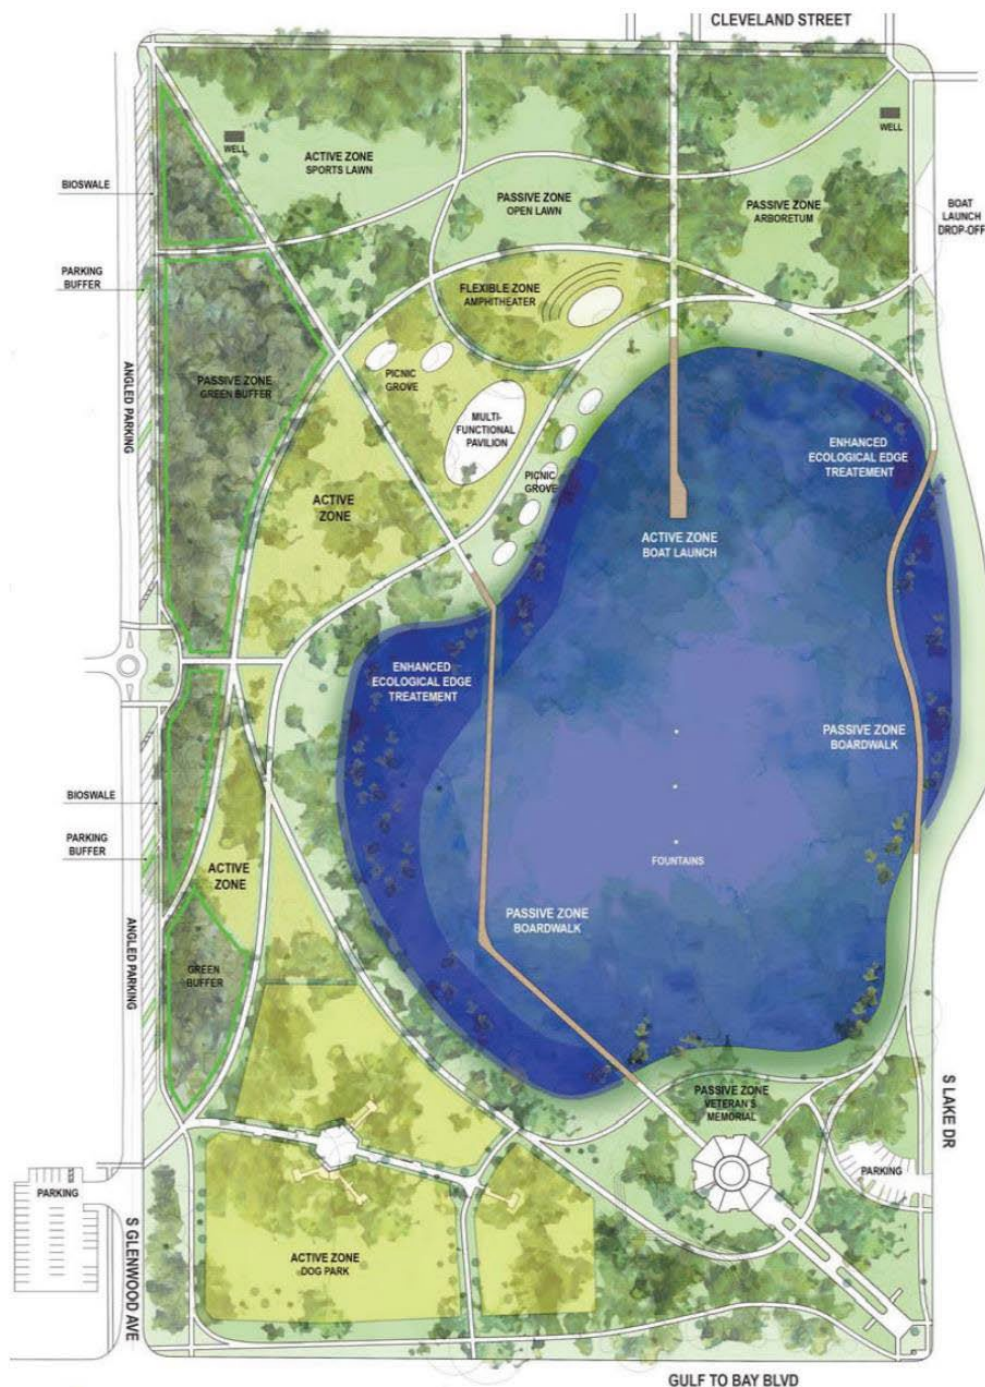 CLEVELAND STREET
WELL
WELL
ACTIVE ZONE
SPORTS LAWN
BIOSWALE
PASSIVE ZONE
OPEN LAWN
PASSIVE ZONE
ARBORETUM
BOAT
LAUNCH
DROP-OFF
PARKING
BUFFER
FLEXIBLE ZONE
AMPHITHEATER
ANGLED PARKING
PASSIVE ZONE
GREEN BUFFER
PICNIC
GROVE
MULTI-
FUNCTIONAL
PAVILION
ENHANCED
ECOLOGICAL EDGE
TREATEMENT
PICNIC
GROVE
ACTIVE
ZONE
ACTIVE ZONE
BOAT LAUNCH
ENHANCED
ECOLOGICAL EDGE
TREATEMENT
PASSIVE ZONE
BOARDWALK
BIOSWALE
PARKING
BUFFER
FOUNTAINS
ACTIVE
ZONE
PASSIVE ZONE
BOARDWALK
ANGLED PARKING
GREEN
BUFFER
PASSIVE ZONE
VETERAN'S
MEMORIAL
S LAKE DR
PARKING
PARKING
S GLENWOOD AVE
ACTIVE ZONE
DOG PARK
GULF TO BAY BLVD